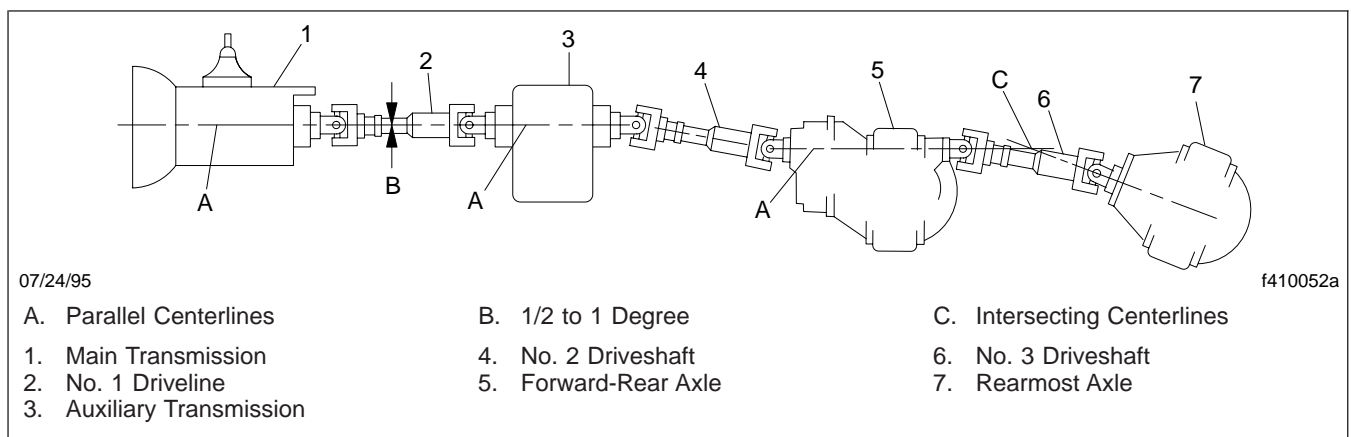 1
2
3
4
5
C
6
7
A
B
A
A
07/24/95
f410052a
A. Parallel Centerlines
B. 1/2 to 1 Degree
C. Intersecting Centerlines
1. Main Transmission
2. No. 1 Driveline
3. Auxiliary Transmission
4. No. 2 Driveshaft
5. Forward-Rear Axle
6. No. 3 Driveshaft
7. Rearmost Axle